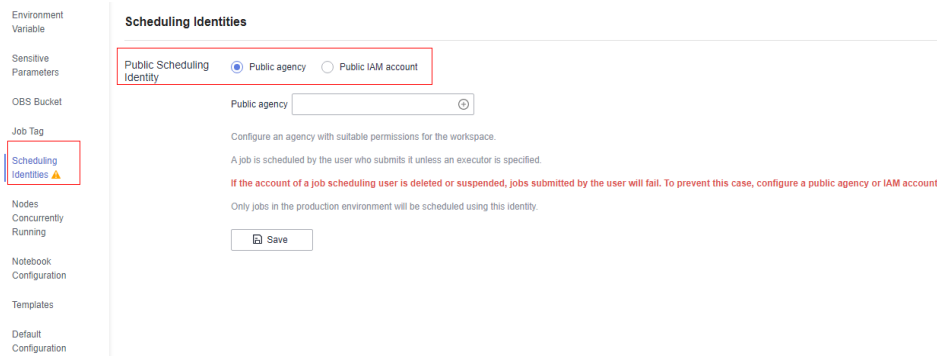 Environment
Variable
Sensitive
Parameters
OBS Bucket
Job Tag
Scheduling
Identities
Nodes
Concurrently
Running
Notebook
Configuration
Templates
Default
Configuration
Scheduling Identities
Public Scheduling
Identity
Public agency
Public IAM account
Public agency
Configure an agency with suitable permissions for the workspace.
A job is scheduled by the user who submits it unless an executor is specified.
If the account of a job scheduling user is deleted or suspended, jobs submitted by the user will fail. To prevent this case, configure a public agency or IAM account
Only jobs in the production environment will be scheduled using this identity.
Save